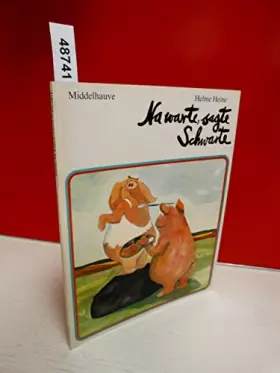 48741
Middelhauve
Helme Heine
Na warte, sagte
Schwarte